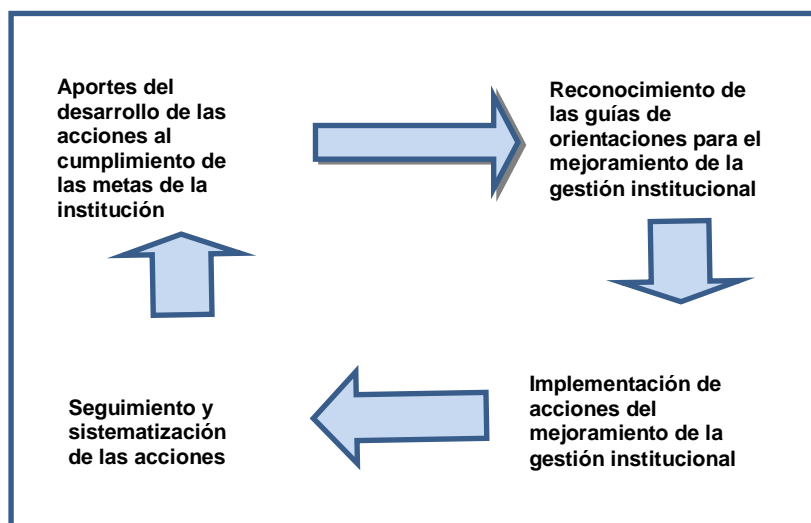 Aportes del
desarrollo de las
acciones al
cumplimiento de
las metas de la
institución
Reconocimiento de
las guías de
orientaciones para el
mejoramiento de la
gestión institucional
Seguimiento y
sistematización
de las acciones
Implementación de
acciones del
mejoramiento de la
gestión institucional